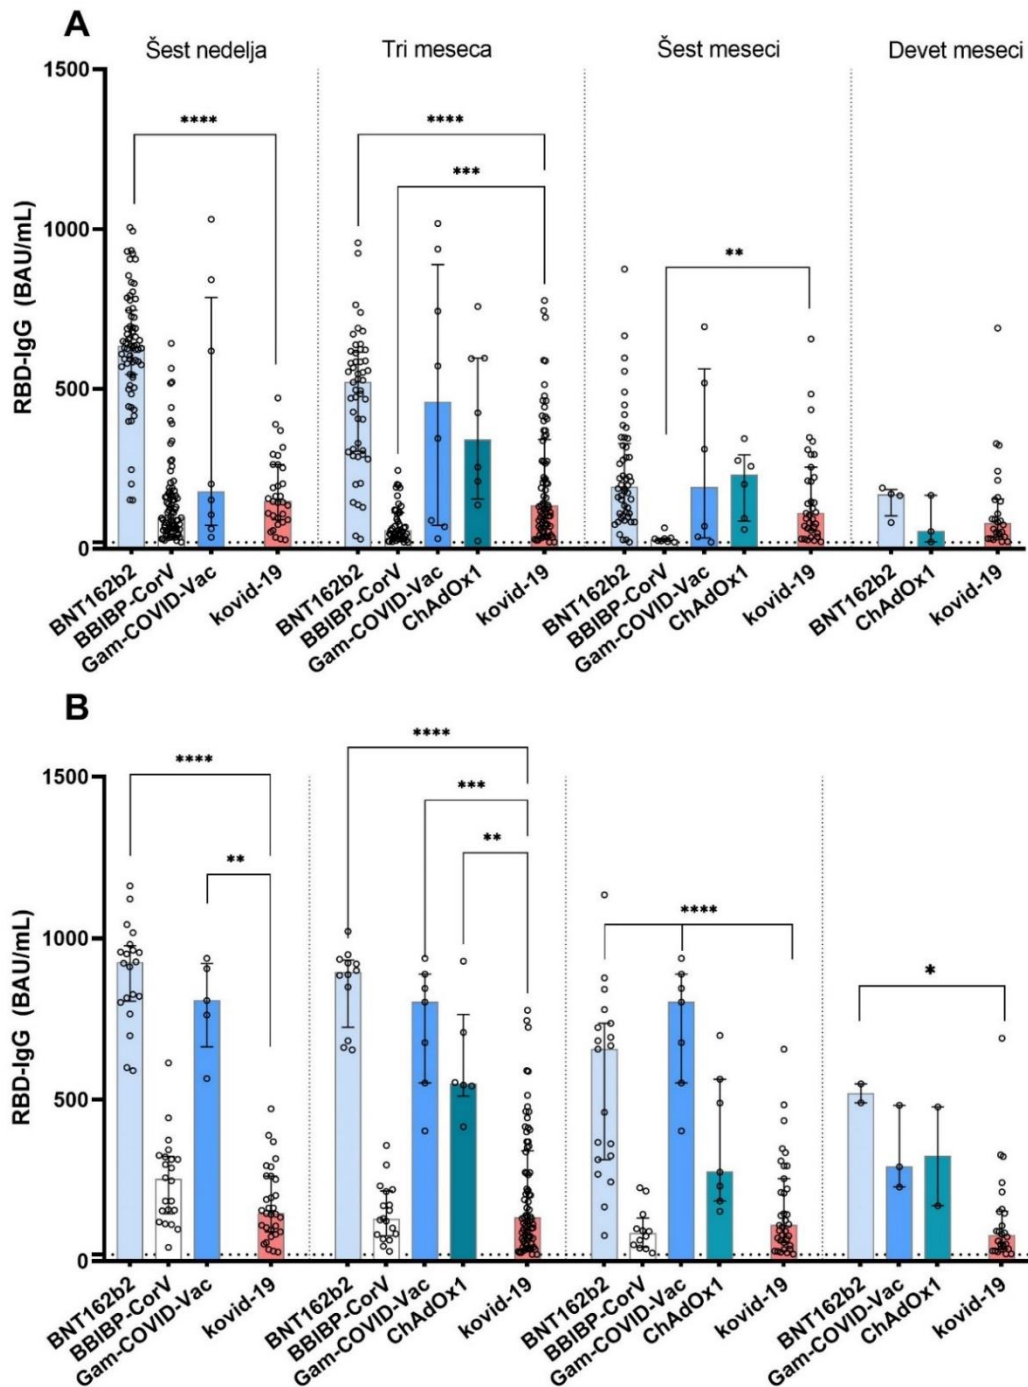 A
Šest nedelja
Tri meseca
Šest meseci
Devet meseci
RBD-IgG (BAU/mL)
1500
1000
500
0
****
****
***
**
BNT162b2
BBIBP-CorV
Gam-COVID-Vac
kovid-19
BNT162b2
BBIBP-CorV
Gam-COVID-Vac
ChAdOx1
kovid-19
BNT162b2
BBIBP-CorV
Gam-COVID-Vac
ChAdOx1
kovid-19
BNT162b2
ChAdOx1
kovid-19
B
RBD-IgG (BAU/mL)
1500
1000
500
0
****
**
****
***
**
****
*
BNT162b2
BBIBP-CorV
Gam-COVID-Vac
kovid-19
BNT162b2
BBIBP-CorV
Gam-COVID-Vac
ChAdOx1
kovid-19
BNT162b2
BBIBP-CorV
Gam-COVID-Vac
ChAdOx1
kovid-19
BNT162b2
Gam-COVID-Vac
ChAdOx1
kovid-19